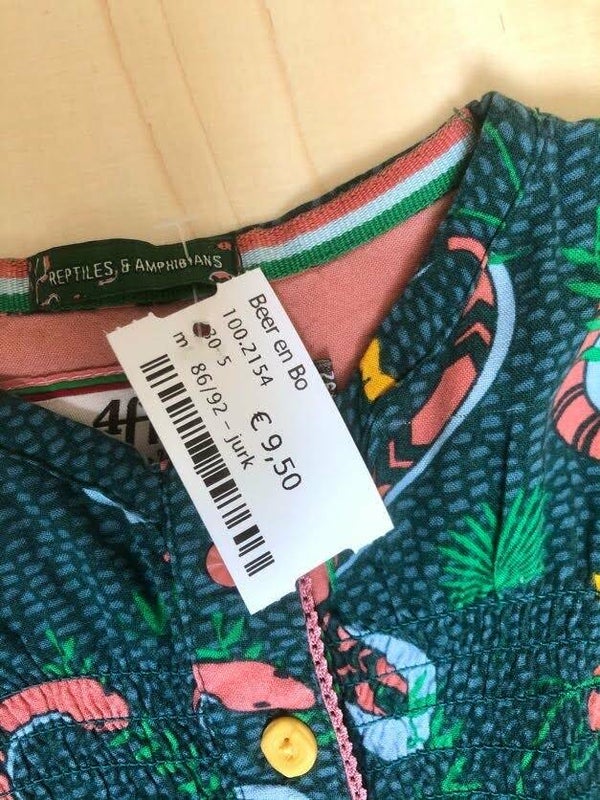 REPTILES & AMPHIBIANS
Beer en Bo
100.2154
€ 9,50
86/92 - jurk